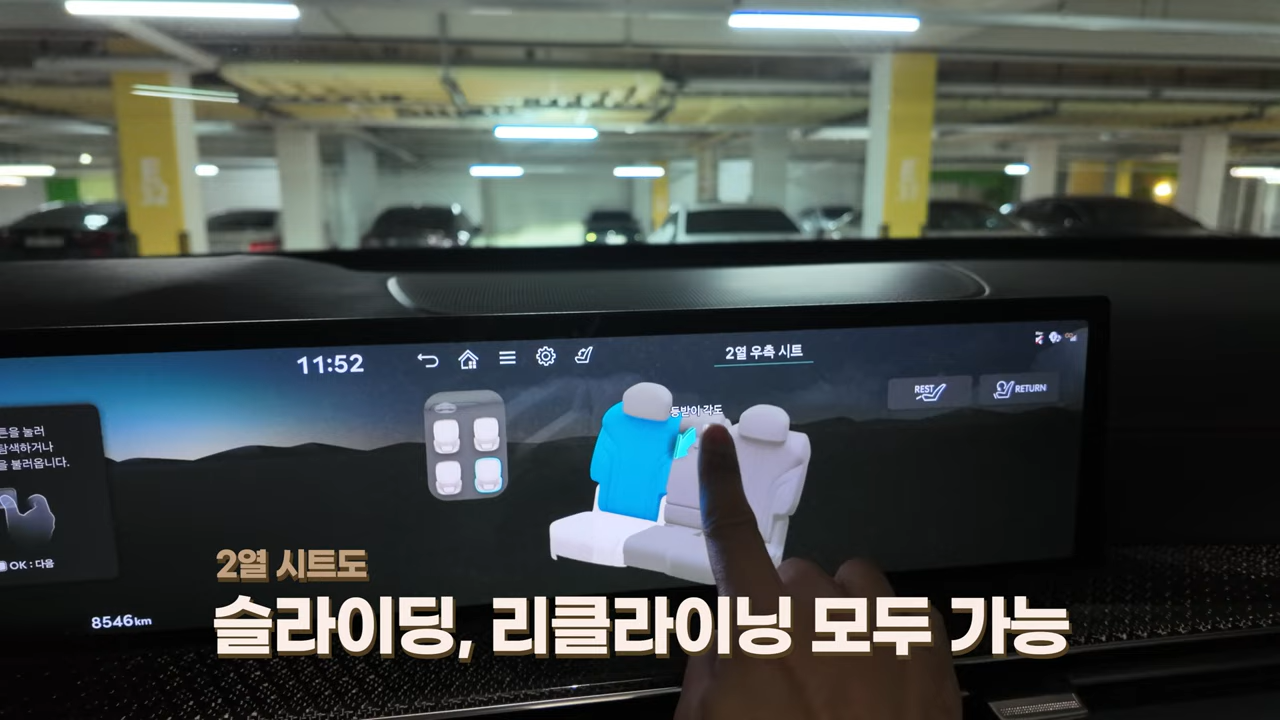 11:52
2열 우측 시트
REST
RETURN
등받이 각도
튼을 눌러
탐색하거나
을 불러옵니다.
OK : 다음
8546km
2열 시트도
슬라이딩, 리클라이닝 모두 가능